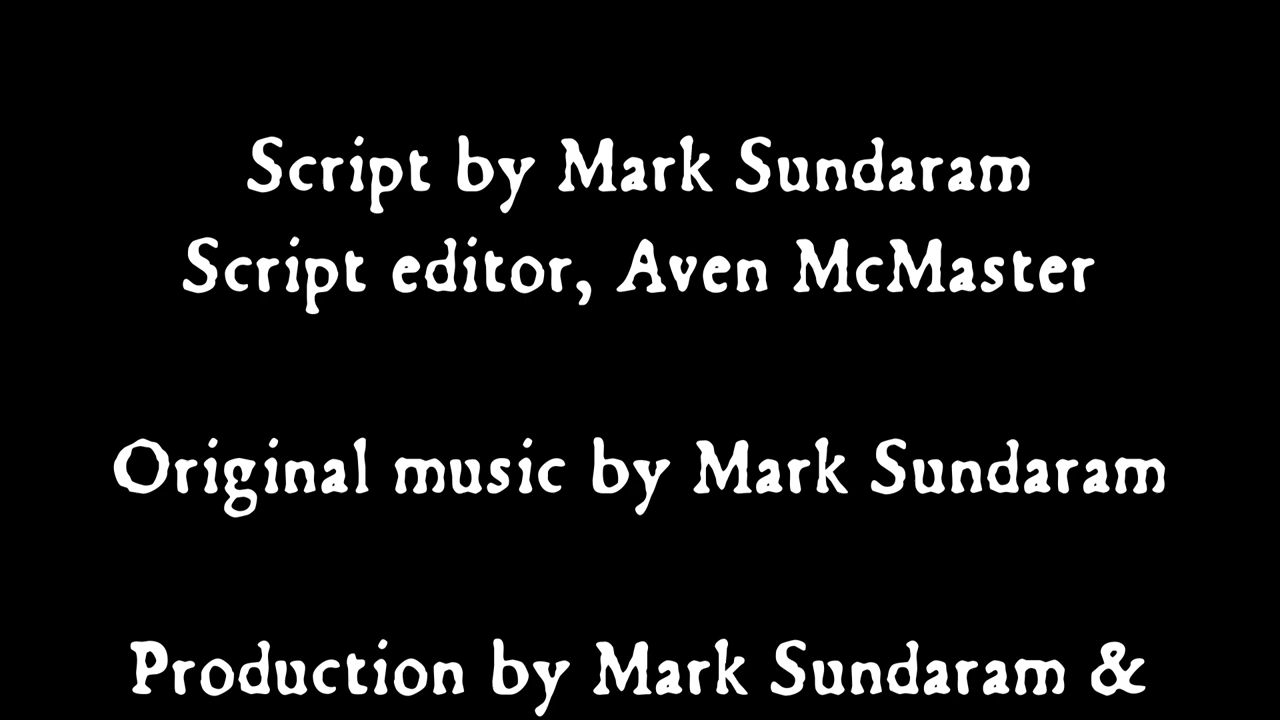 Script by Mark Sundaram
Script editor, Aven McMaster
Original music by Mark Sundaram
Production by Mark Sundaram &